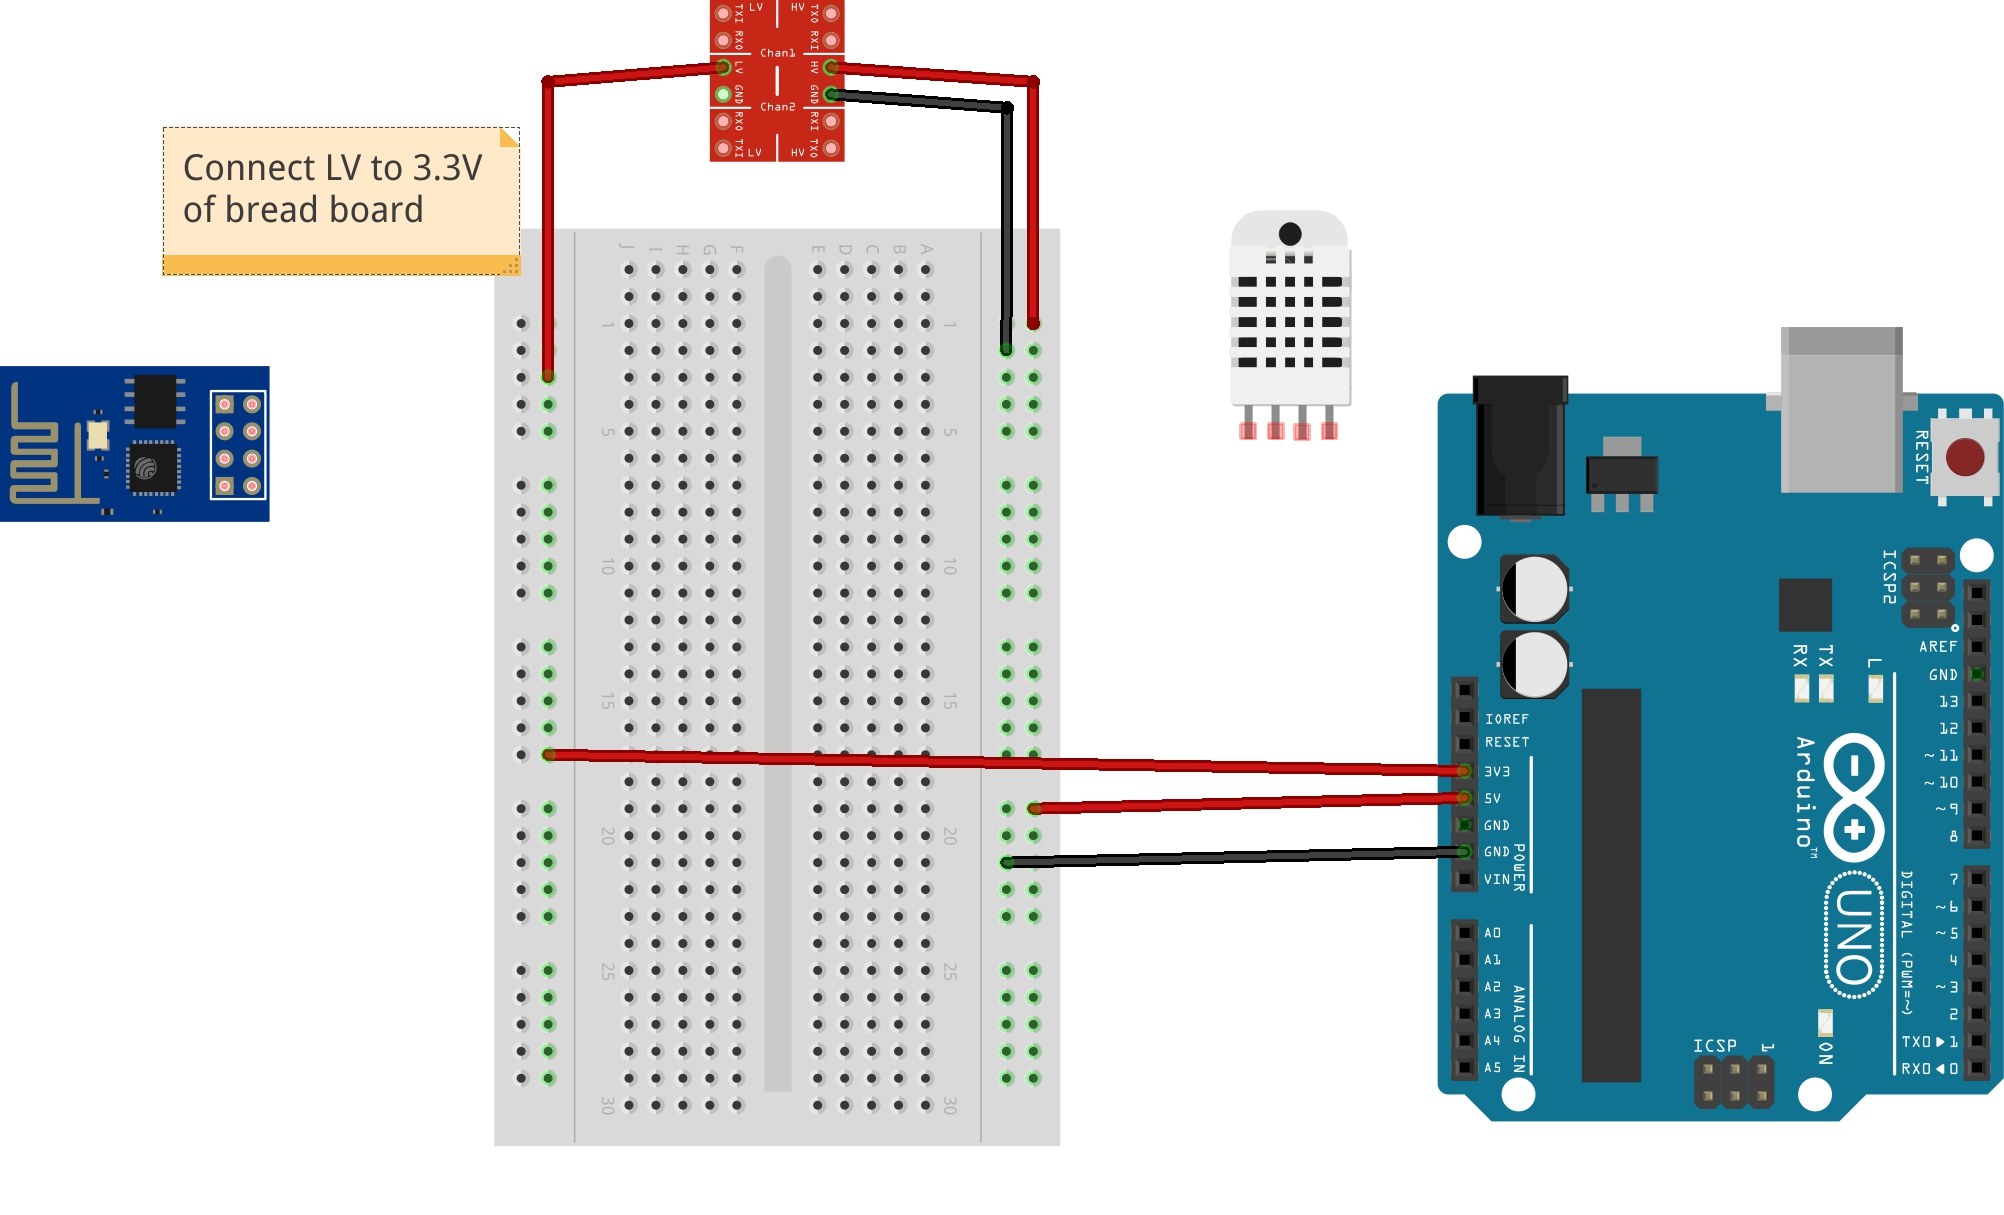 TXI LV HV TXO
RXO RXI
Chan1
LV HV
GND GND
Chan2
RXO RXI
TXI LV HV TXO
Connect LV to 3.3V
of bread board
J I H G F E D C B A
1 1
5 5
10 10
15 15
20 20
25 25
30 30
RESET
ICSP2
AREF
GND
13
12
~11
~10
~9
8
7
~6
~5
4
~3
2
TX0▶1
RX0◀0
DIGITAL (PWM=~)
RX TX L
IOREF
RESET
3V3
5V
GND
GND
VIN
POWER
A0
A1
A2
A3
A4
A5
ANALOG IN
Arduino™
UNO
ON
ICSP 1